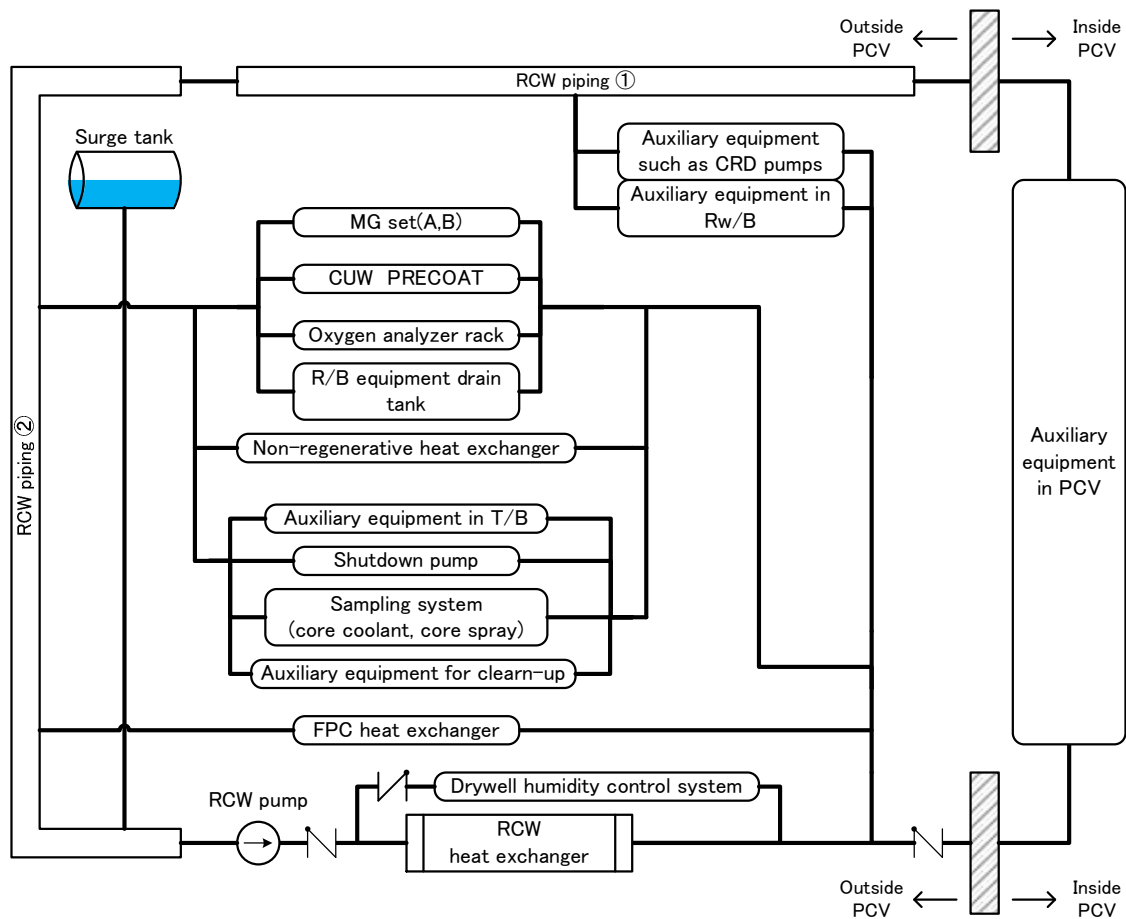 Outside
PCV
Inside
PCV
RCW piping ①
Surge tank
Auxiliary equipment
such as CRD pumps
Auxiliary equipment in
Rw/B
MG set(A,B)
CUW PRECOAT
Oxygen analyzer rack
R/B equipment drain
tank
Non-regenerative heat exchanger
RCW piping ②
Auxiliary
equipment
in PCV
Auxiliary equipment in T/B
Shutdown pump
Sampling system
(core coolant, core spray)
Auxiliary equipment for clearn-up
FPC heat exchanger
Drywell humidity control system
RCW pump
RCW
heat exchanger
Outside
PCV
Inside
PCV